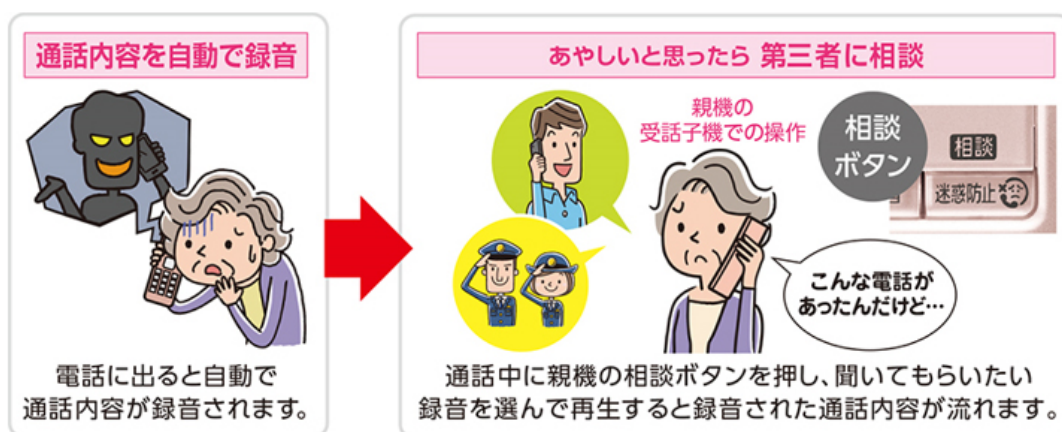 通話内容を自動で録音
電話に出ると自動で
通話内容が録音されます。
あやしいと思ったら 第三者に相談
親機の
受話子機での操作
相談
ボタン
相談
迷惑防止
こんな電話が
あったんだけど…
通話中に親機の相談ボタンを押し、聞いてもらいたい
録音を選んで再生すると録音された通話内容が流れます。